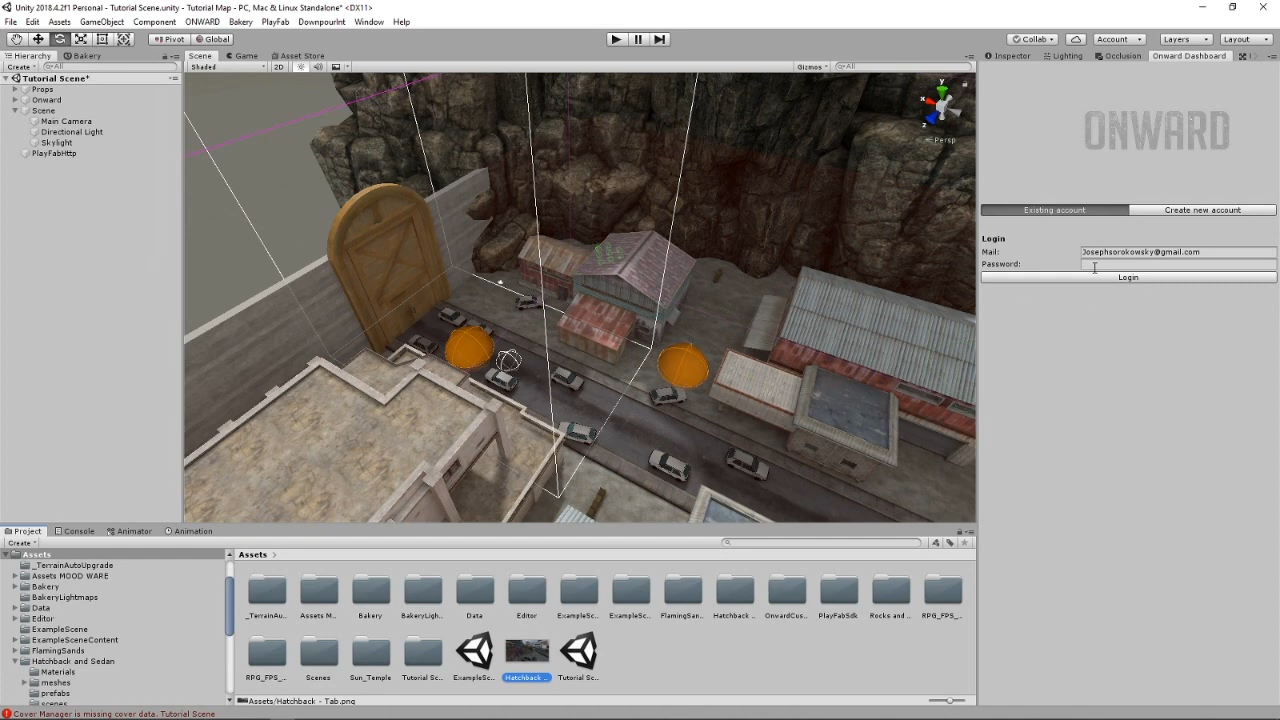 Unity 2018.4.2f1 Personal - Tutorial Scene.unity - Tutorial Map - PC, Mac & Linux Standalone* <DX11>
File Edit Assets GameObject Component ONWARD Bakery PlayFab DownpourInt Window Help
Pivot Global Collab Account Layers Layout
Hierarchy Bakery Scene Game Asset Store Inspector Lighting Occlusion Onward Dashboard
Create All Shaded 2D Gizmos All
Tutorial Scene*
Props
Onward
Scene
Main Camera
Directional Light
Skylight
PlayFabHttp
y
x
z
Persp
ONWARD
Existing account Create new account
Login
Mail: Josephsorokowsky@gmail.com
Password:
Login
Project Console Animator Animation
Create
Assets
_TerrainAutoUpgrade
Assets MOOD WARE
Bakery
BakeryLightmaps
Data
Editor
ExampleScene
ExampleSceneContent
FlamingSands
Hatchback and Sedan
Materials
meshes
prefabs
scenes
Assets
_TerrainAu... Assets M... Bakery BakeryLigh... Data Editor ExampleSc... ExampleSc... FlamingSan... Hatchback ... OnwardCus... PlayFabSdk Rocks and ... RPG_FPS_...
RPG_FPS_... Scenes Sun_Temple Tutorial Sc... ExampleSc... Hatchback ... Tutorial Sc...
Assets/Hatchback - Tab.png
Cover Manager is missing cover data. Tutorial Scene